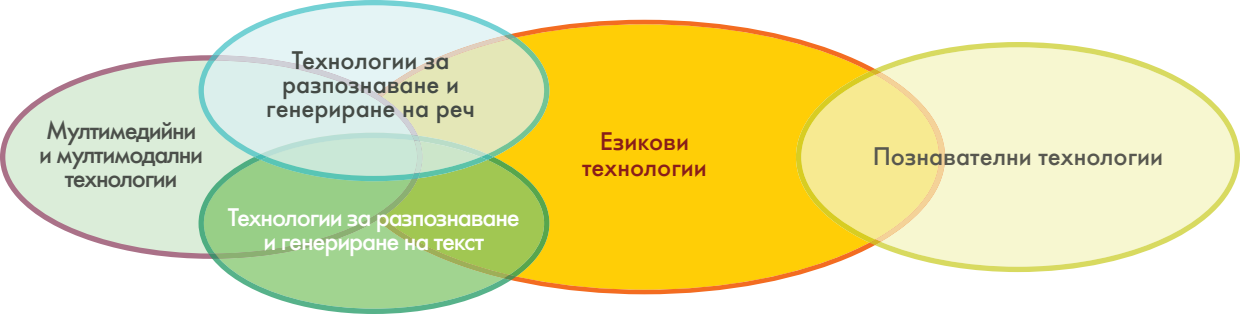 Мултимедийни
и мултимодални
технологии
Технологии за
разпознаване и
генериране на реч
Технологии за разпознаване
и генериране на текст
Езикови
технологии
Познавателни технологии